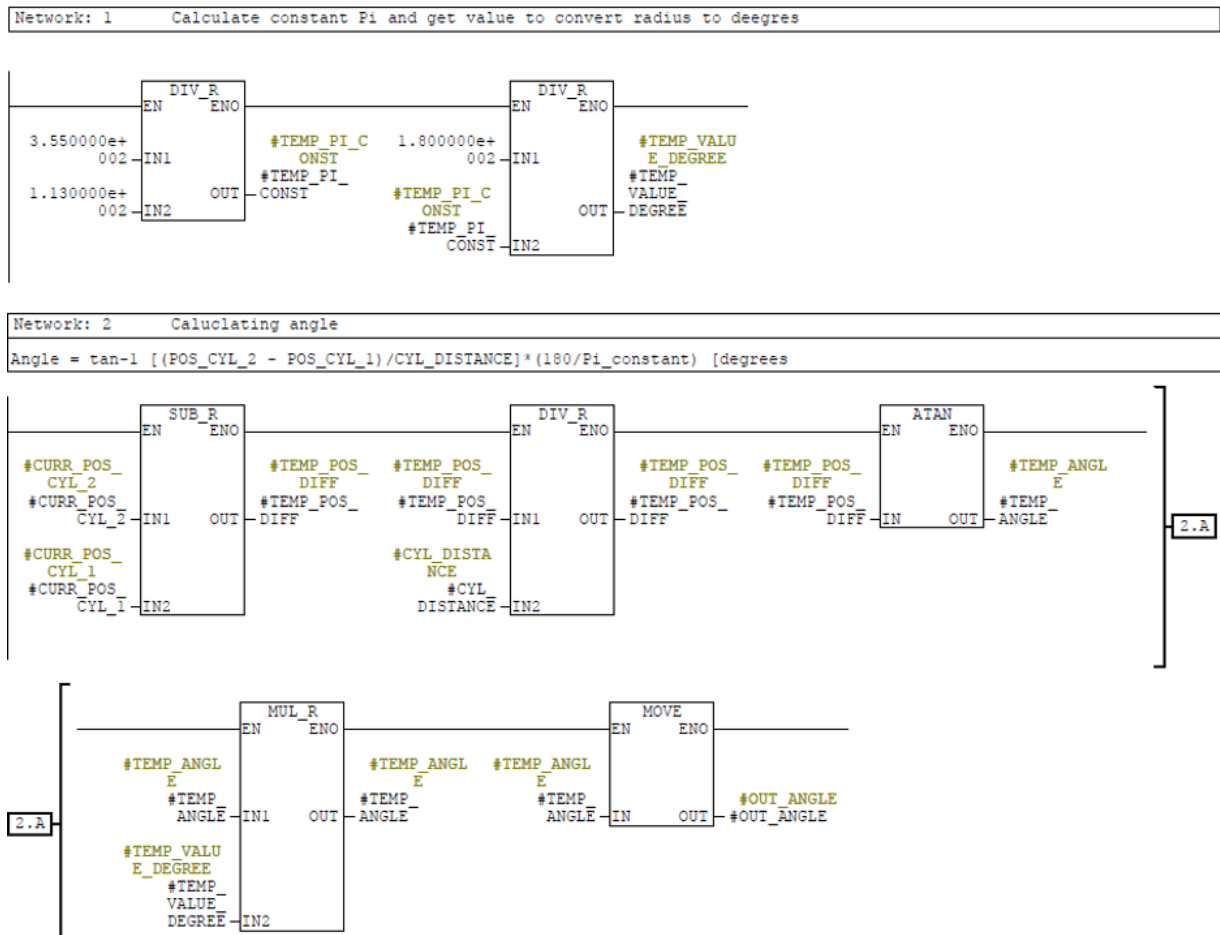 Network: 1 Calculate constant Pi and get value to convert radius to deegres
DIV_R
EN ENO
3.550000e+
002
IN1
1.130000e+
002
IN2
OUT
#TEMP_PI_C
ONST
#TEMP_PI_
CONST
DIV_R
EN ENO
1.800000e+
002
IN1
#TEMP_PI_C
ONST
#TEMP_PI_
CONST
IN2
OUT
#TEMP_VALU
E_DEGREE
#TEMP_
VALUE_
DEGREE
Network: 2 Caluclating angle
Angle = tan-1 [(POS_CYL_2 - POS_CYL_1)/CYL_DISTANCE]*(180/Pi_constant) [degrees
SUB_R
EN ENO
#CURR_POS_
CYL_2
#CURR_POS_
CYL_2
IN1
#CURR_POS_
CYL_1
#CURR_POS_
CYL_1
IN2
OUT
#TEMP_POS_
DIFF
#TEMP_POS_
DIFF
DIV_R
EN ENO
#TEMP_POS_
DIFF
#TEMP_POS_
DIFF
IN1
#CYL_DISTA
NCE
#CYL_
DISTANCE
IN2
OUT
#TEMP_POS_
DIFF
#TEMP_POS_
DIFF
ATAN
EN ENO
#TEMP_POS_
DIFF
#TEMP_POS_
DIFF
IN
OUT
#TEMP_ANGL
E
#TEMP_
ANGLE
2.A
2.A
MUL_R
EN ENO
#TEMP_ANGL
E
#TEMP_
ANGLE
IN1
#TEMP_VALU
E_DEGREE
#TEMP_
VALUE_
DEGREE
IN2
OUT
#TEMP_ANGL
E
#TEMP_
ANGLE
MOVE
EN ENO
#TEMP_ANGL
E
#TEMP_
ANGLE
IN
OUT
#OUT_ANGLE
#OUT_ANGLE